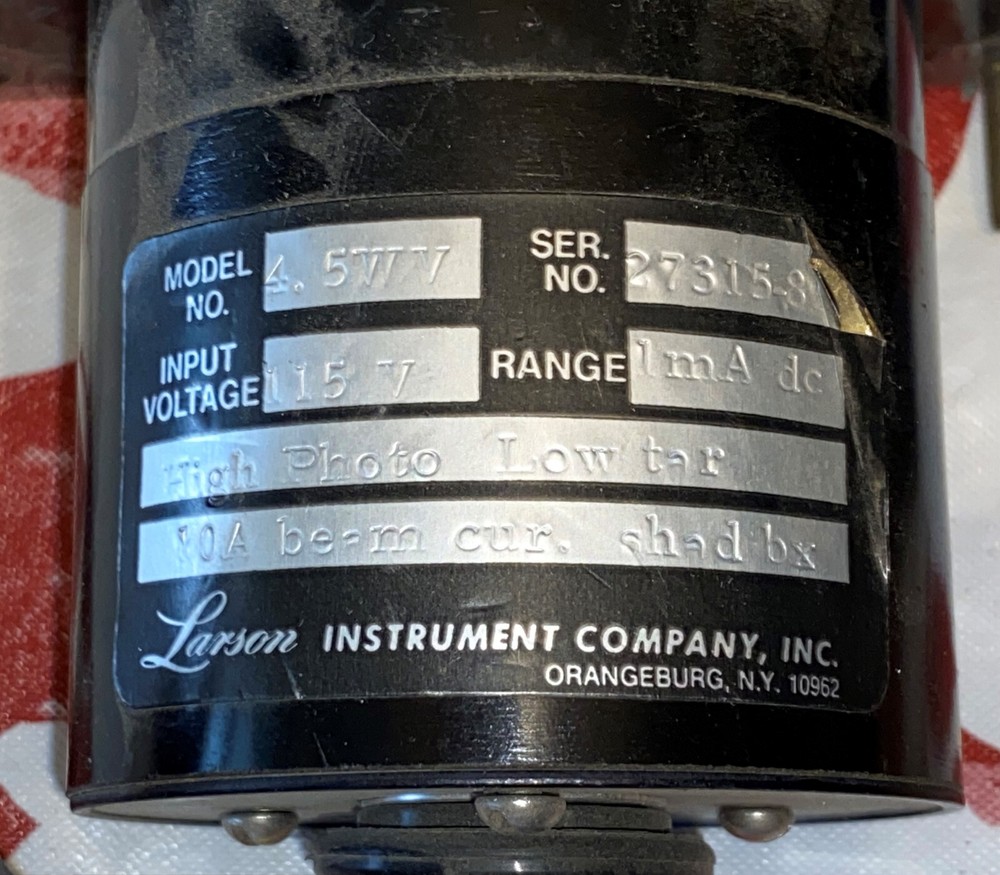 MODEL NO. 4.5WV SER. NO. 27315-8
INPUT VOLTAGE 115 V RANGE 1mA dc
High Photo Low tar
beam cur. shad bx
Larson INSTRUMENT COMPANY, INC.
ORANGEBURG, N.Y. 10962